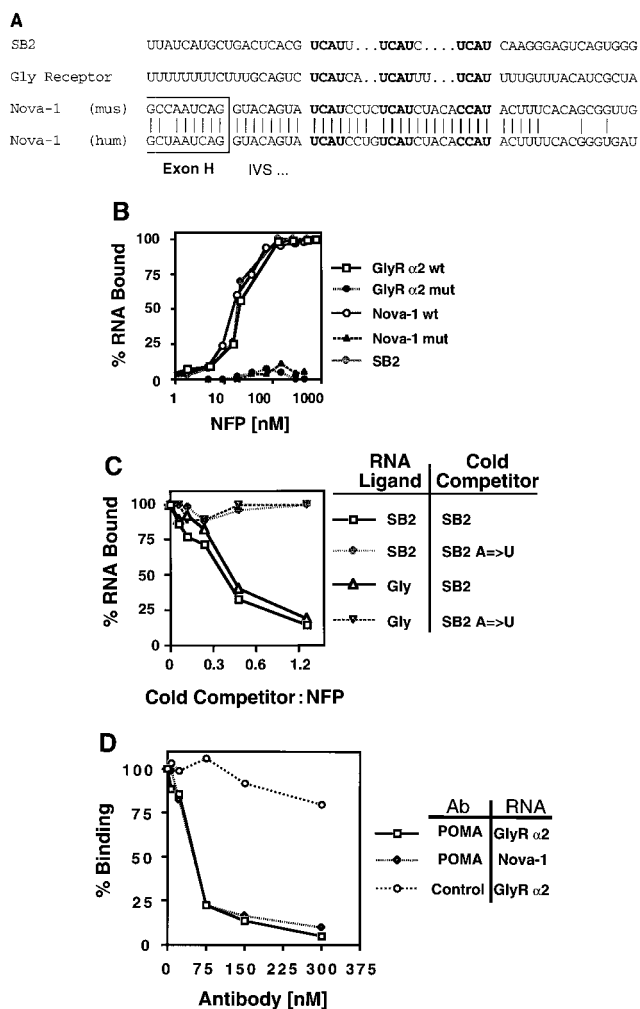 A
SB2 UUAUCAUGCUGACUCACG UCAUU...UCAUC....UCAU CAAGGGAGUCAGUGGG
Gly Receptor UUUUUUUUCUUUGCAGUC UCAUCA..UCAUUU...UCAU UUUGUUACAUCGCUA
Nova-1 (mus) GCCAAUCAG GUACAGUA UCAUCCUCUCAUCUACACCAU ACUUUCACAGCGGUUG
Nova-1 (hum) GCUAAUCAG GUACAGUA UCAUCCUGUCAUCUACACCAU ACUUUUCACGGGUGAU
Exon H IVS ...
B
% RNA Bound
100
75
50
25
0
1 10 100 1000
NFP [nM]
GlyR α2 wt
GlyR α2 mut
Nova-1 wt
Nova-1 mut
SB2
C
% RNA Bound
100
75
50
25
0
0 0.3 0.6 1.2
Cold Competitor:NFP
RNA Ligand Cold Competitor
SB2 SB2
SB2 SB2 A=>U
Gly SB2
Gly SB2 A=>U
D
% Binding
100
75
50
25
0
0 75 150 225 300 375
Antibody [nM]
Ab RNA
POMA GlyR α2
POMA Nova-1
Control GlyR α2